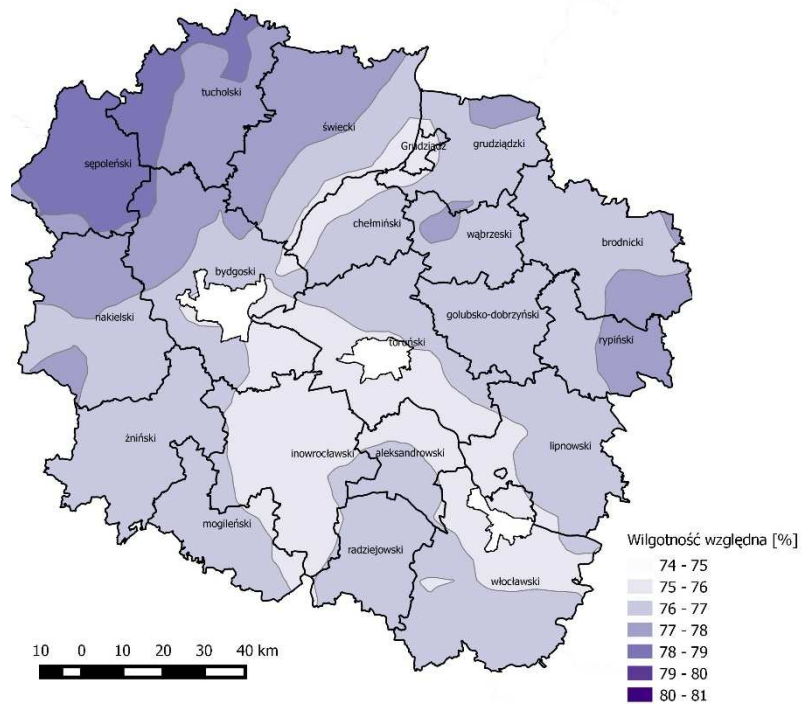 tucholski
świecki
sępoleński
Grudziądz
grudziądzki
chełmiński
wąbrzeski
brodnicki
bydgoski
nakielski
golubsko-dobrzyński
toruński
rypiński
żniński
inowrocławski
aleksandrowski
lipnowski
mogileński
radziejowski
włocławski
Wilgotność względna [%]
74 - 75
75 - 76
76 - 77
77 - 78
78 - 79
79 - 80
80 - 81
10 0 10 20 30 40 km